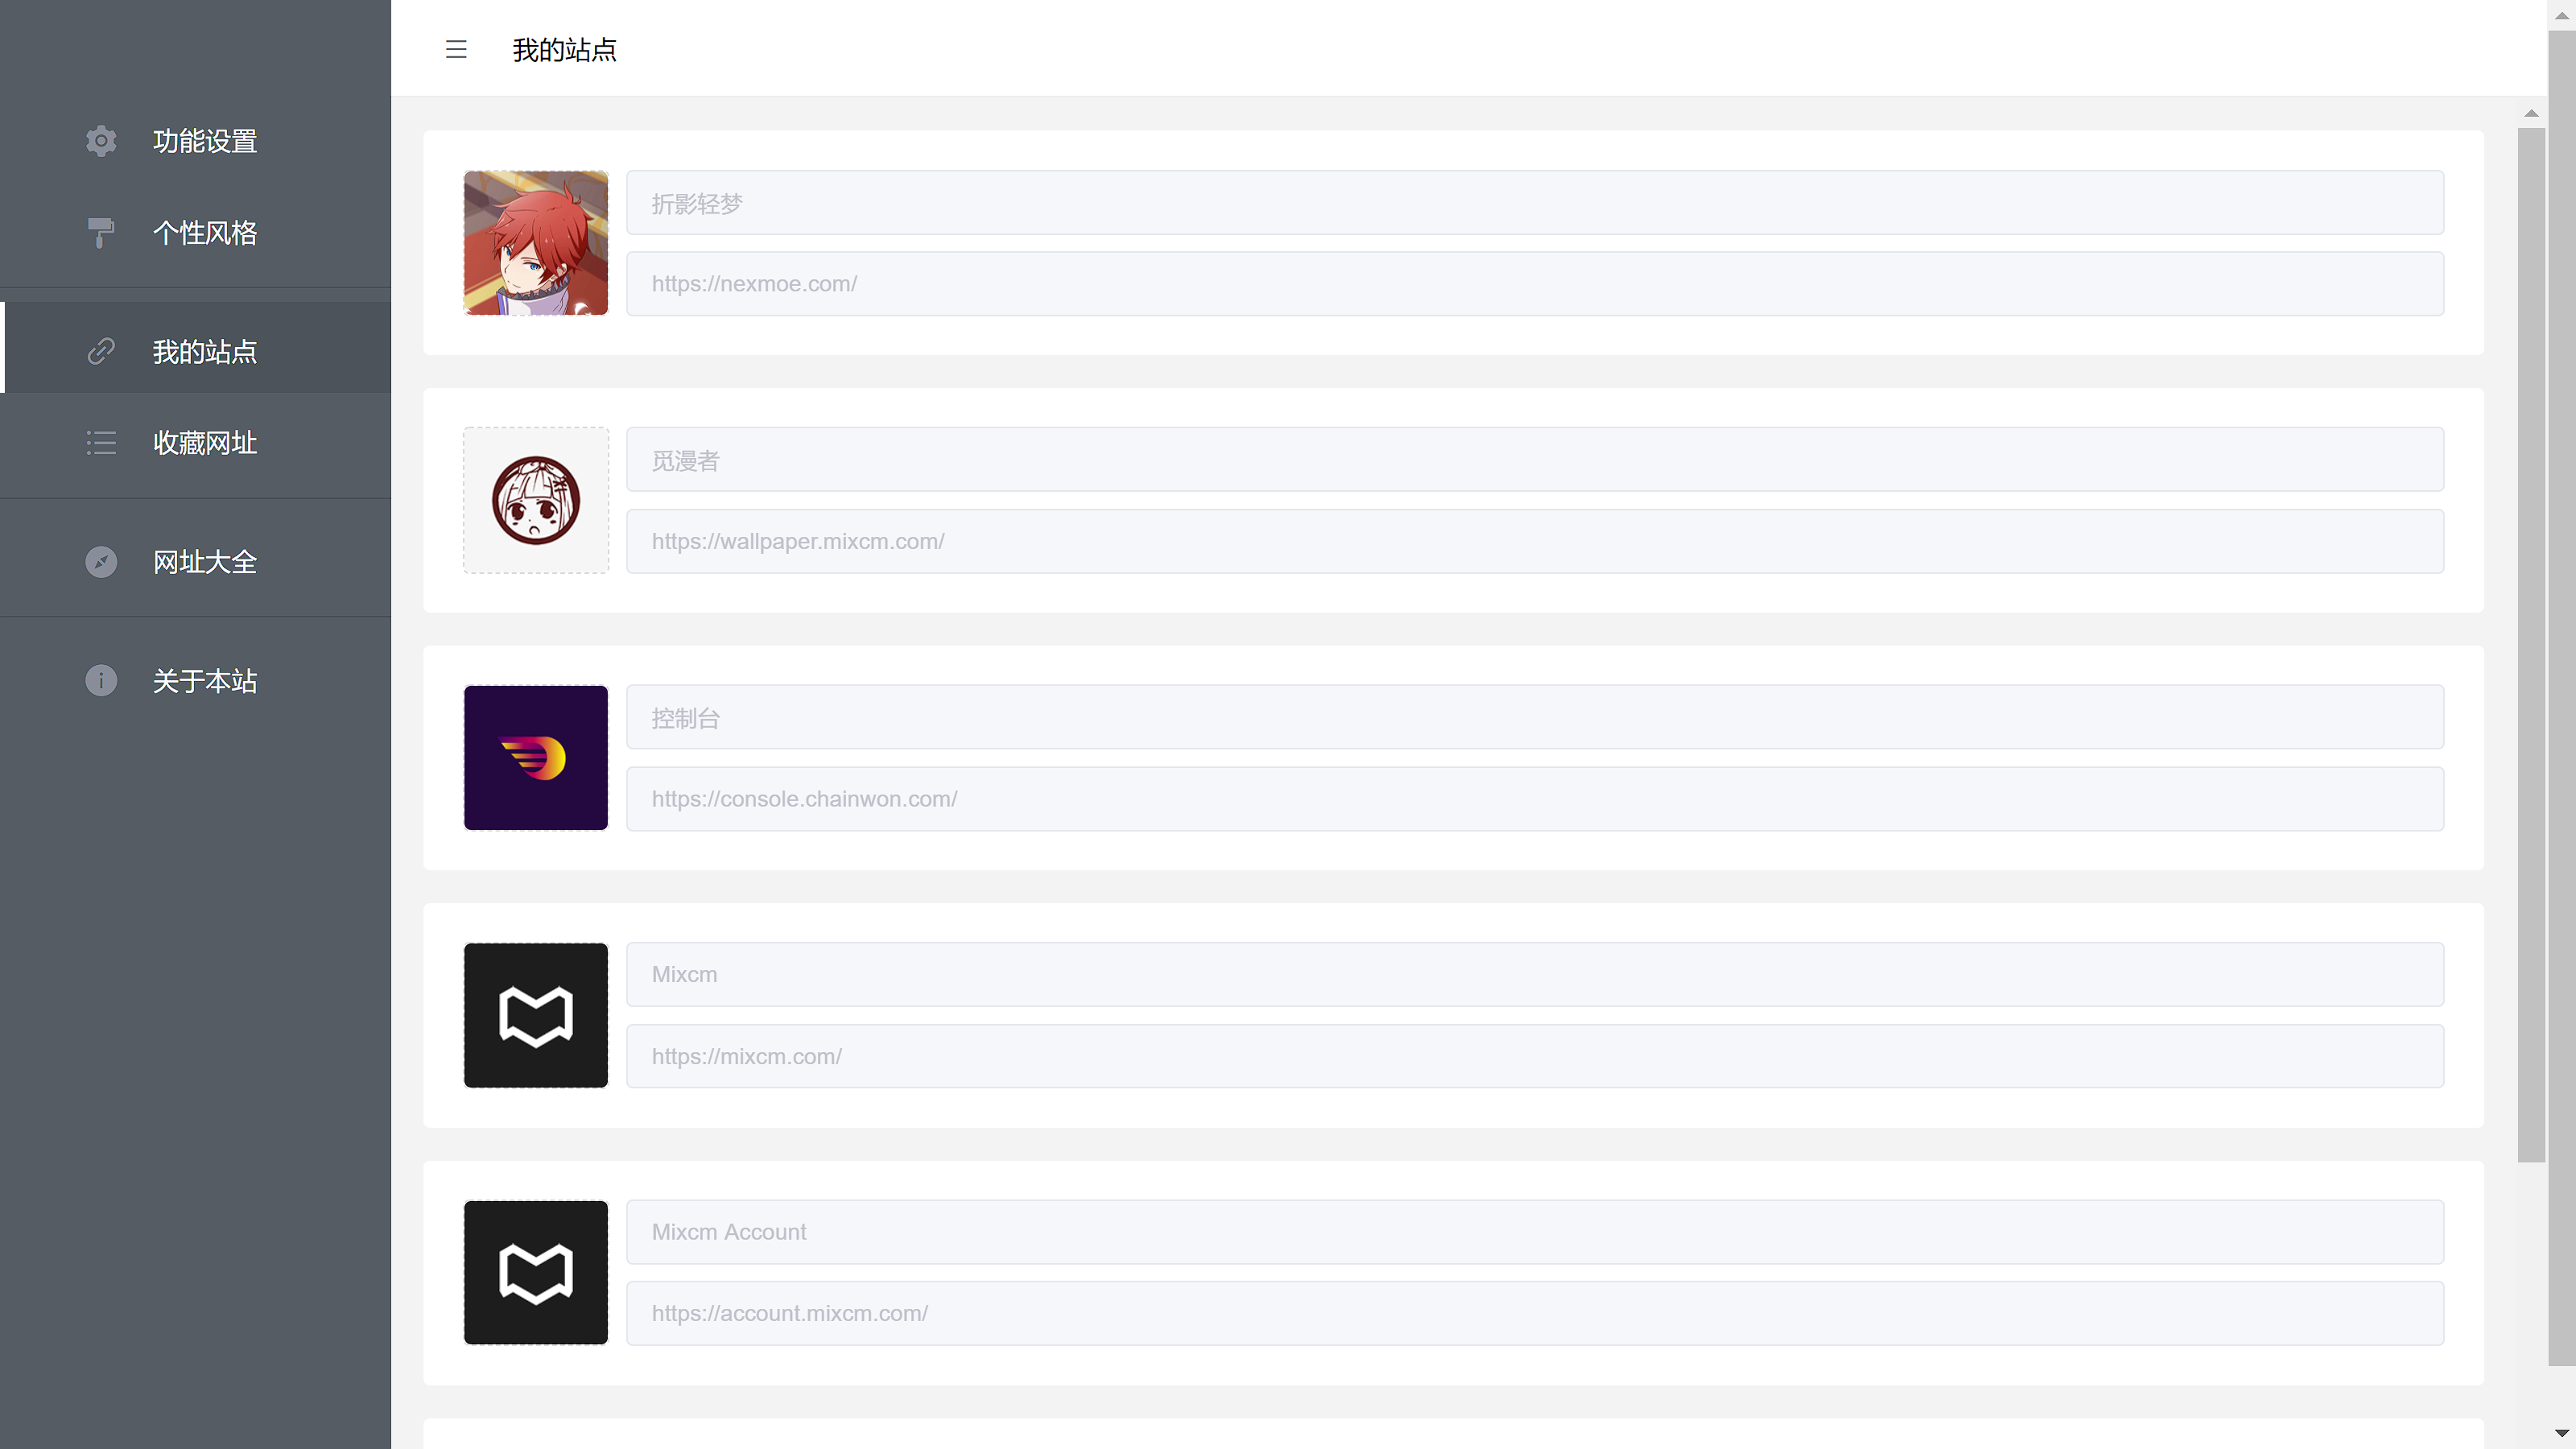 功能设置
个性风格
我的站点
收藏网址
网址大全
关于本站
我的站点
折影轻梦
https://nexmoe.com/
觅漫者
https://wallpaper.mixcm.com/
控制台
https://console.chainwon.com/
Mixcm
https://mixcm.com/
Mixcm Account
https://account.mixcm.com/